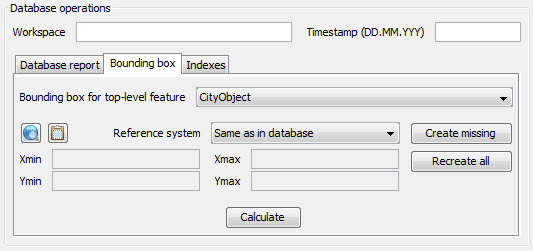 Database operations
Workspace Timestamp (DD.MM.YYY)
Database report Bounding box Indexes
Bounding box for top-level feature CityObject
Reference system Same as in database Create missing
Xmin Xmax Recreate all
Ymin Ymax
Calculate